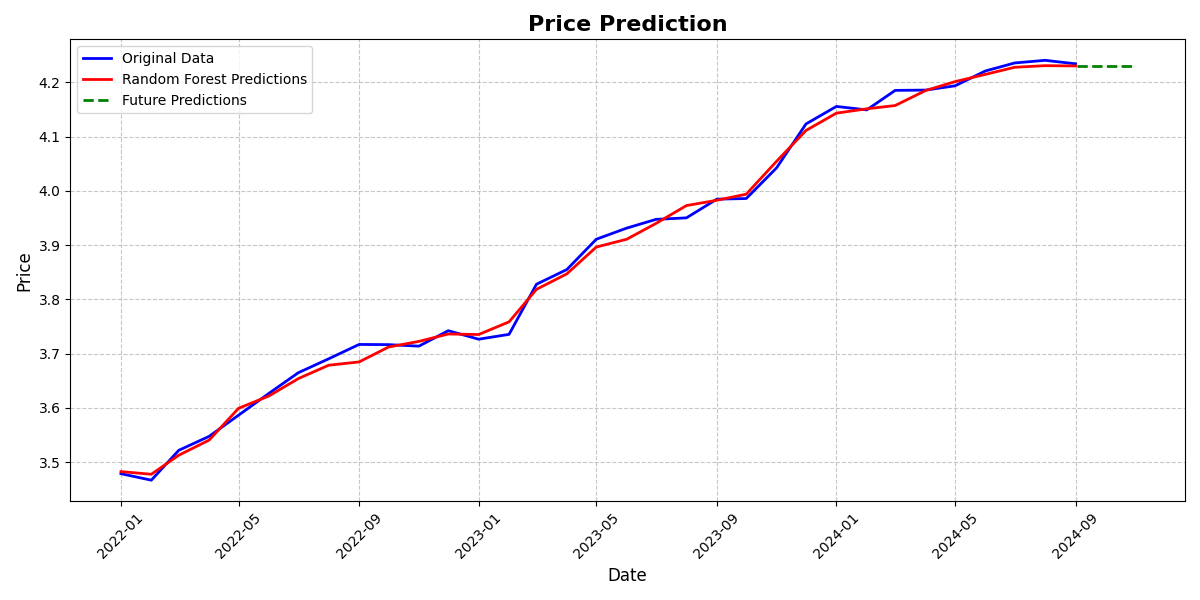 Price Prediction
Original Data
Random Forest Predictions
Future Predictions
Price
4.2
4.1
4.0
3.9
3.8
3.7
3.6
3.5
2022-01
2022-05
2022-09
2023-01
2023-05
2023-09
2024-01
2024-05
2024-09
Date